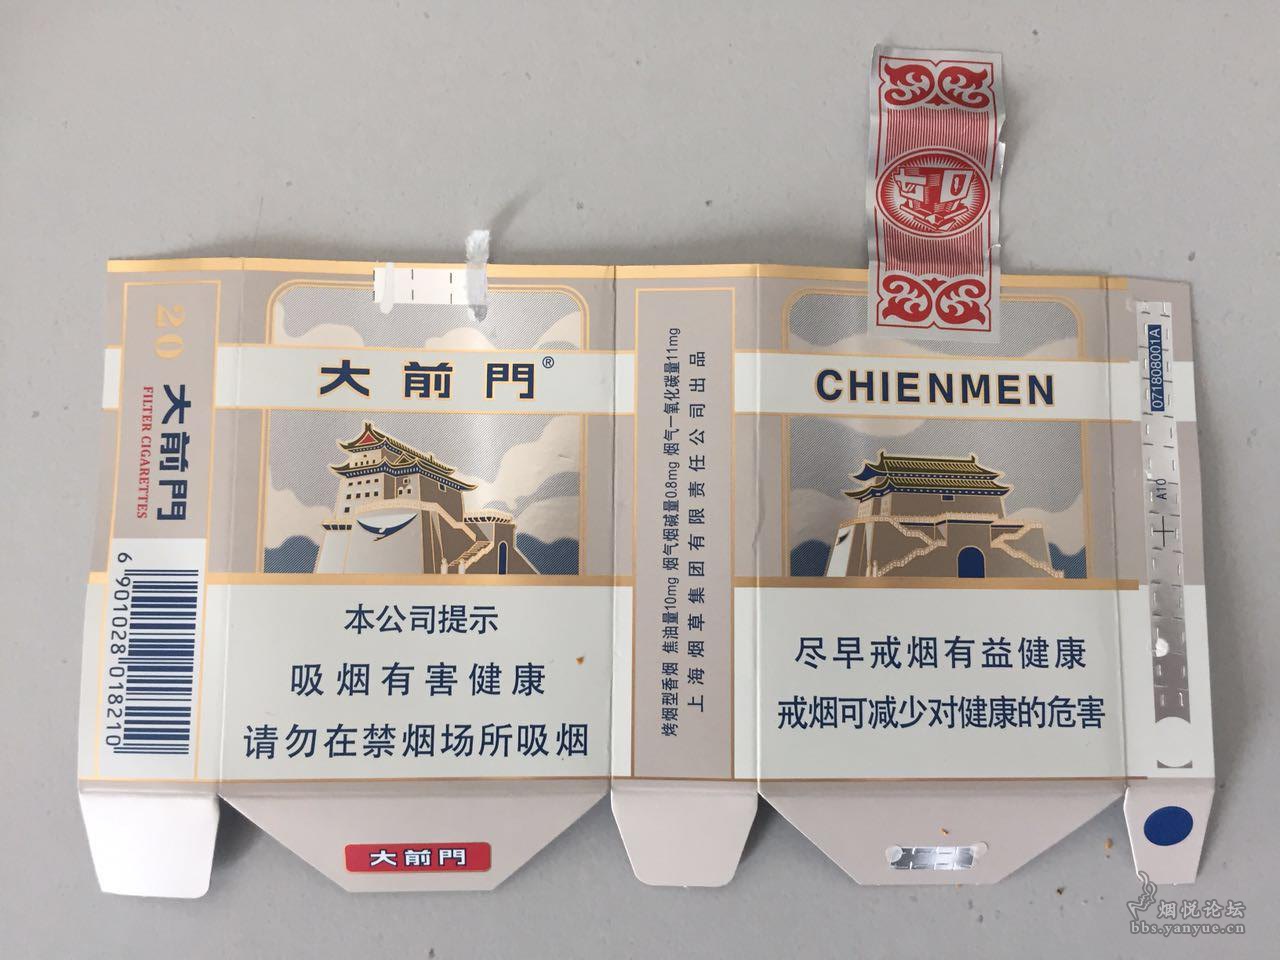 20
大前門
FILTER CIGARETTES
6 901028 018210
大前門®
本公司提示
吸烟有害健康
请勿在禁烟场所吸烟
大前門
烤烟型香烟 焦油量10mg 烟气烟碱量0.8mg 烟气一氧化碳量11mg
上海烟草集团有限责任公司出品
CHIENMEN
尽早戒烟有益健康
戒烟可减少对健康的危害
071808001A
A10
烟悦论坛
bbs.yanyue.cn